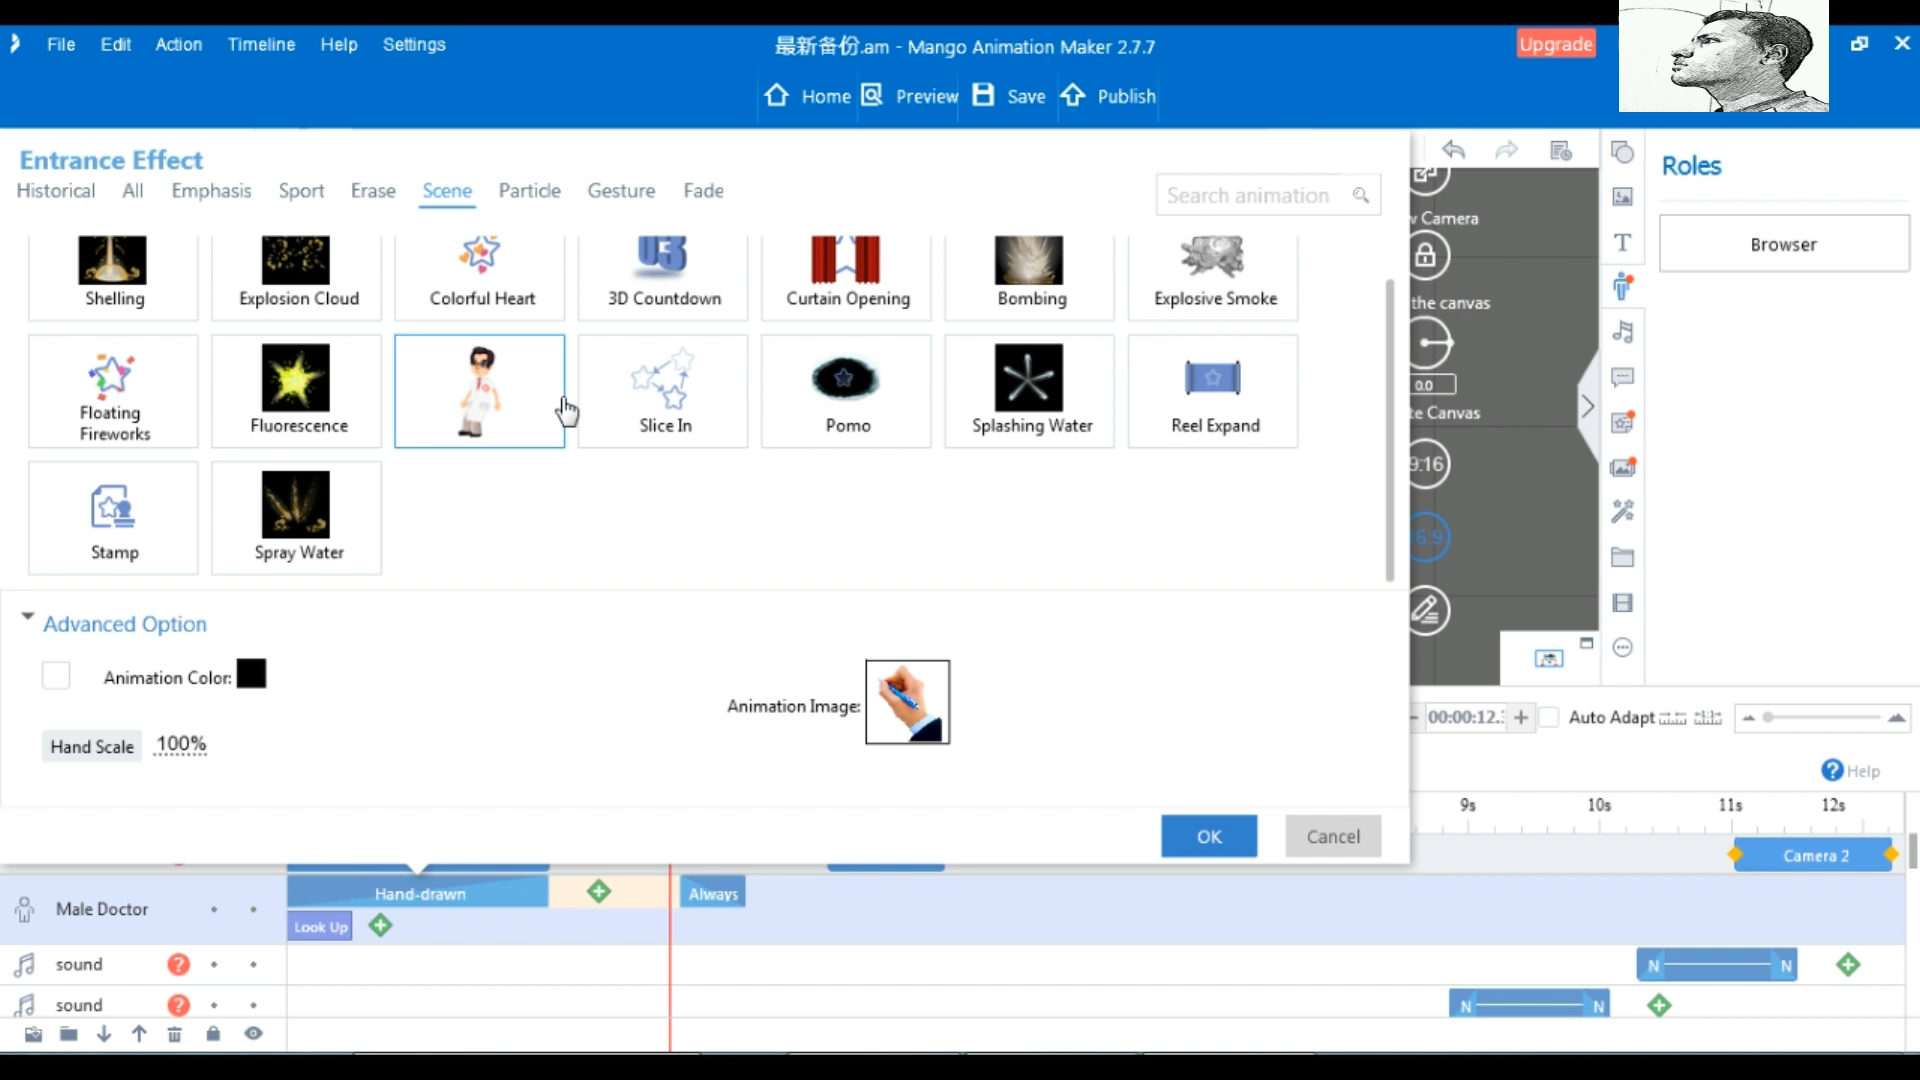 File Edit Action Timeline Help Settings
最新备份.am - Mango Animation Maker 2.7.7
Upgrade
Home Preview Save Publish
Entrance Effect
Historical All Emphasis Sport Erase Scene Particle Gesture Fade
Search animation
Shelling Explosion Cloud Colorful Heart 3D Countdown Curtain Opening Bombing Explosive Smoke
03
Floating
Fireworks
Fluorescence Slice In Pomo Splashing Water Reel Expand
Stamp Spray Water
Advanced Option
Animation Color:
Animation Image:
Hand Scale 100%
OK Cancel
Camera
the canvas
0.0
Canvas
9:16
16:9
T
Roles
Browser
00:00:12. Auto Adapt
Help
9s 10s 11s 12s
Camera 2
Hand-drawn Always
Male Doctor
Look Up
sound ? N N
sound ? N N